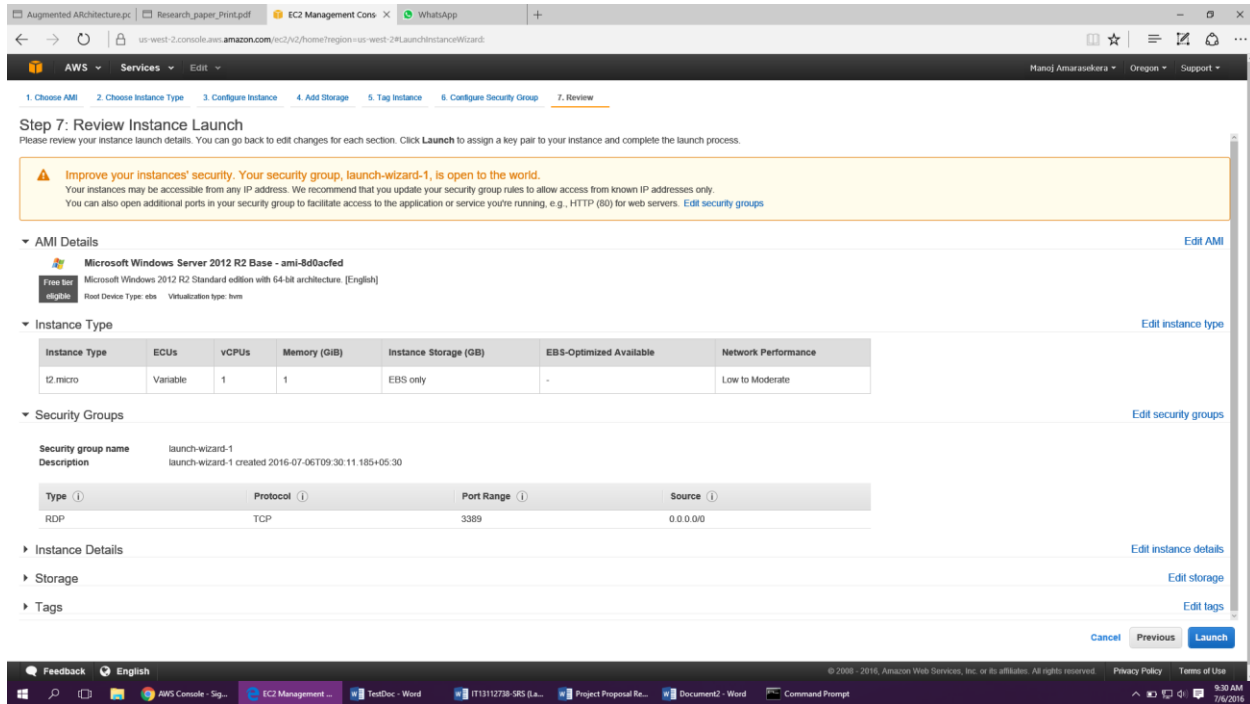 Augmented ARchitecture.pc
Research_paper_Print.pdf
EC2 Management Cons
WhatsApp
us-west-2.console.aws.amazon.com/ec2/v2/home?region=us-west-2#LaunchInstanceWizard:
AWS Services Edit
Manoj Amarasekera Oregon Support
1. Choose AMI 2. Choose Instance Type 3. Configure Instance 4. Add Storage 5. Tag Instance 6. Configure Security Group 7. Review
Step 7: Review Instance Launch
Please review your instance launch details. You can go back to edit changes for each section. Click Launch to assign a key pair to your instance and complete the launch process.
Improve your instances' security. Your security group, launch-wizard-1, is open to the world.
Your instances may be accessible from any IP address. We recommend that you update your security group rules to allow access from known IP addresses only.
You can also open additional ports in your security group to facilitate access to the application or service you're running, e.g., HTTP (80) for web servers. Edit security groups
AMI Details Edit AMI
Microsoft Windows Server 2012 R2 Base - ami-8d0acfed
Free tier eligible
Microsoft Windows 2012 R2 Standard edition with 64-bit architecture. [English]
Root Device Type: ebs Virtualization type: hvm
Instance Type Edit instance type
Instance Type ECUs vCPUs Memory (GiB) Instance Storage (GB) EBS-Optimized Available Network Performance
t2.micro Variable 1 1 EBS only - Low to Moderate
Security Groups Edit security groups
Security group name launch-wizard-1
Description launch-wizard-1 created 2016-07-06T09:30:11.185+05:30
Type Protocol Port Range Source
RDP TCP 3389 0.0.0.0/0
Instance Details Edit instance details
Storage Edit storage
Tags Edit tags
Cancel Previous Launch
Feedback English
© 2008 - 2016, Amazon Web Services, Inc. or its affiliates. All rights reserved. Privacy Policy Terms of Use
AWS Console - Sig... EC2 Management ... TestDoc - Word IT13112738-SRS (La... Project Proposal Re... Document2 - Word Command Prompt
9:30 AM
7/6/2016